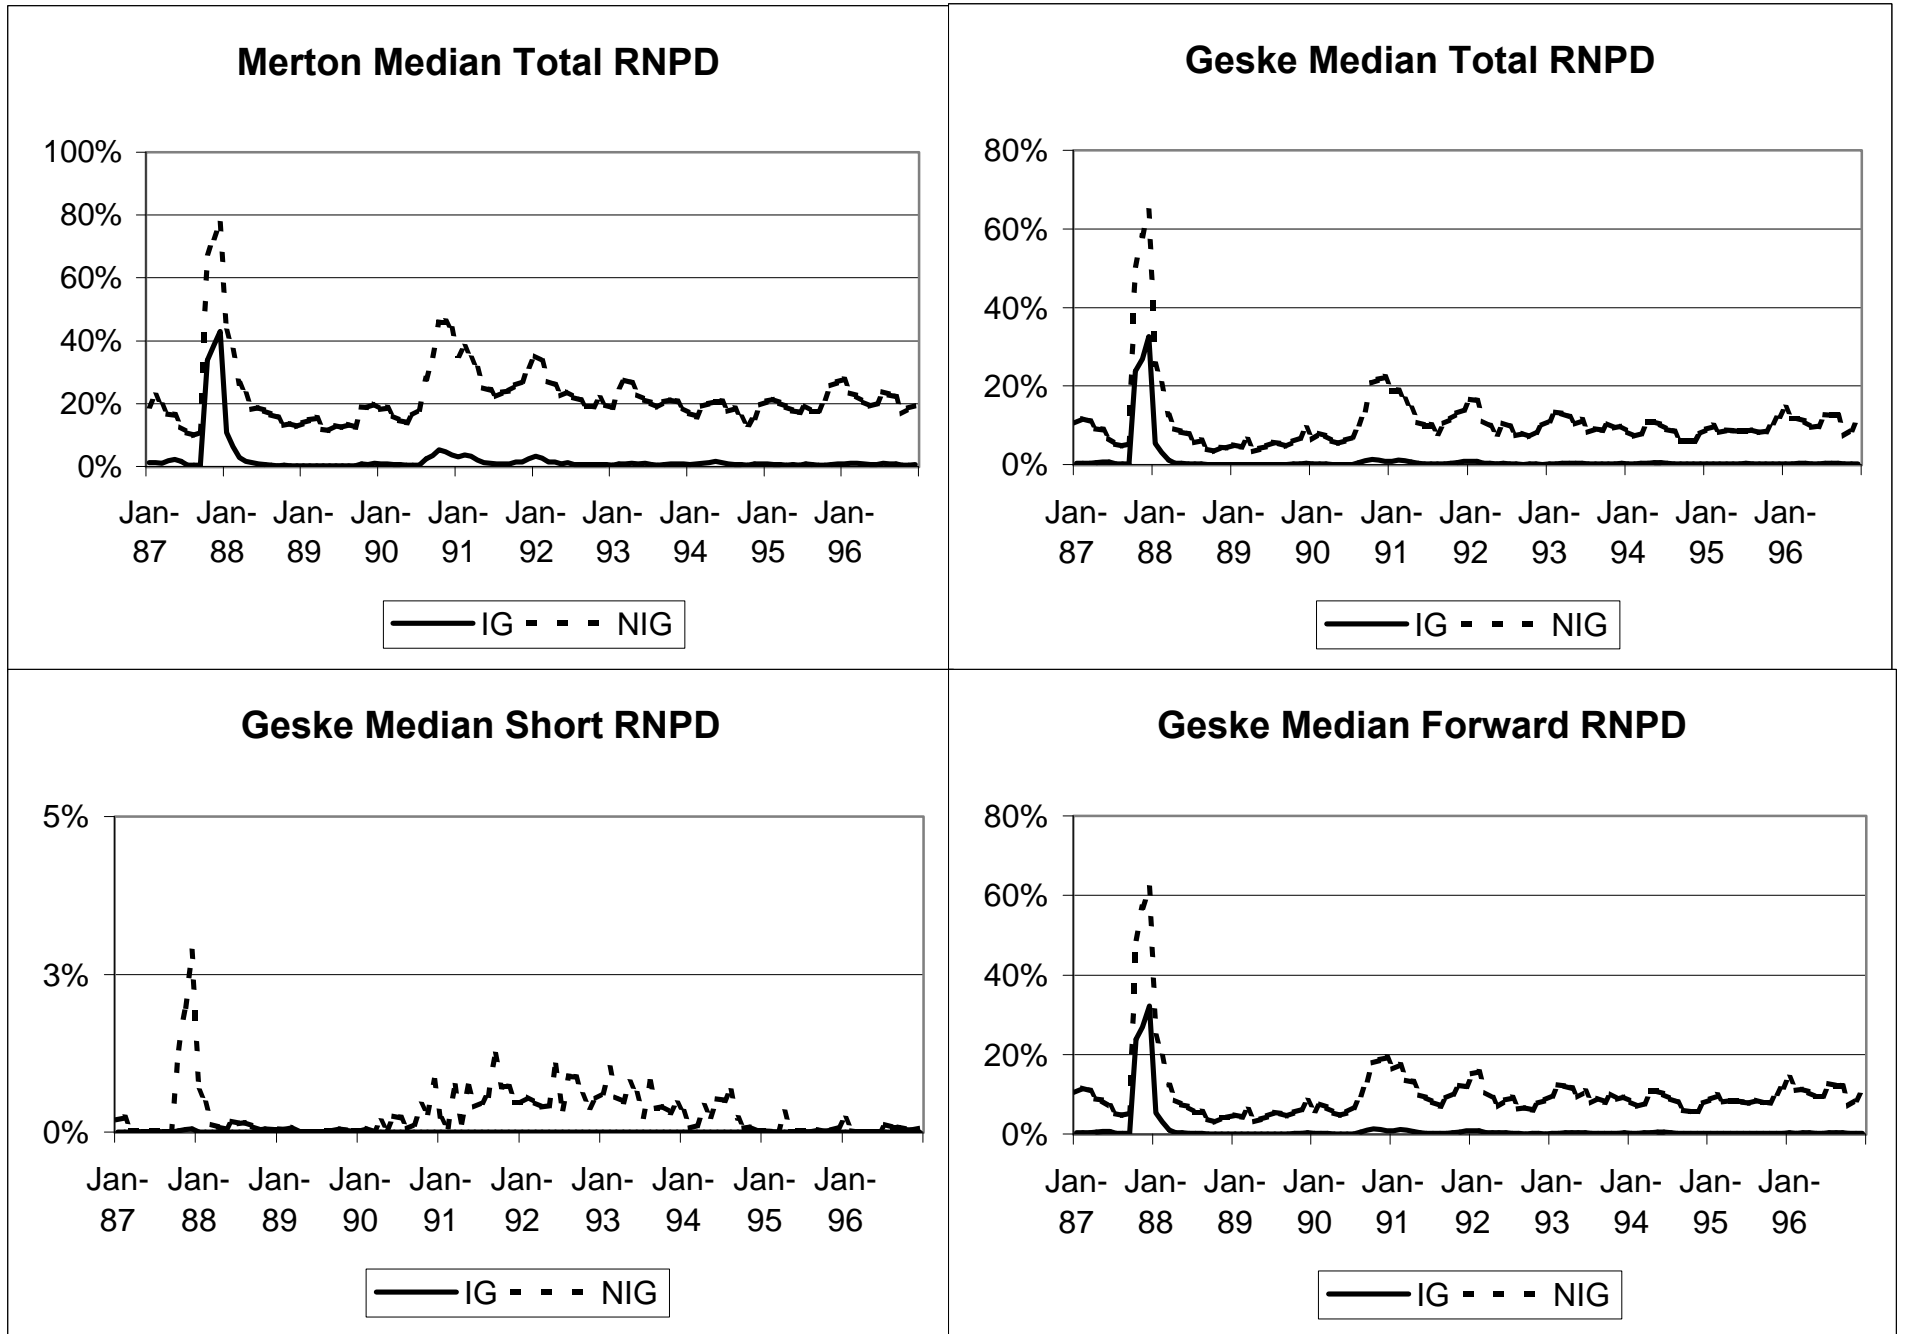 Merton Median Total RNPD
100%
80%
60%
40%
20%
0%
Jan- Jan- Jan- Jan- Jan- Jan- Jan- Jan- Jan- Jan-
87 88 89 90 91 92 93 94 95 96
IG NIG
Geske Median Total RNPD
80%
60%
40%
20%
0%
Jan- Jan- Jan- Jan- Jan- Jan- Jan- Jan- Jan- Jan-
87 88 89 90 91 92 93 94 95 96
IG NIG
Geske Median Short RNPD
5%
3%
0%
Jan- Jan- Jan- Jan- Jan- Jan- Jan- Jan- Jan- Jan-
87 88 89 90 91 92 93 94 95 96
IG NIG
Geske Median Forward RNPD
80%
60%
40%
20%
0%
Jan- Jan- Jan- Jan- Jan- Jan- Jan- Jan- Jan- Jan-
87 88 89 90 91 92 93 94 95 96
IG NIG